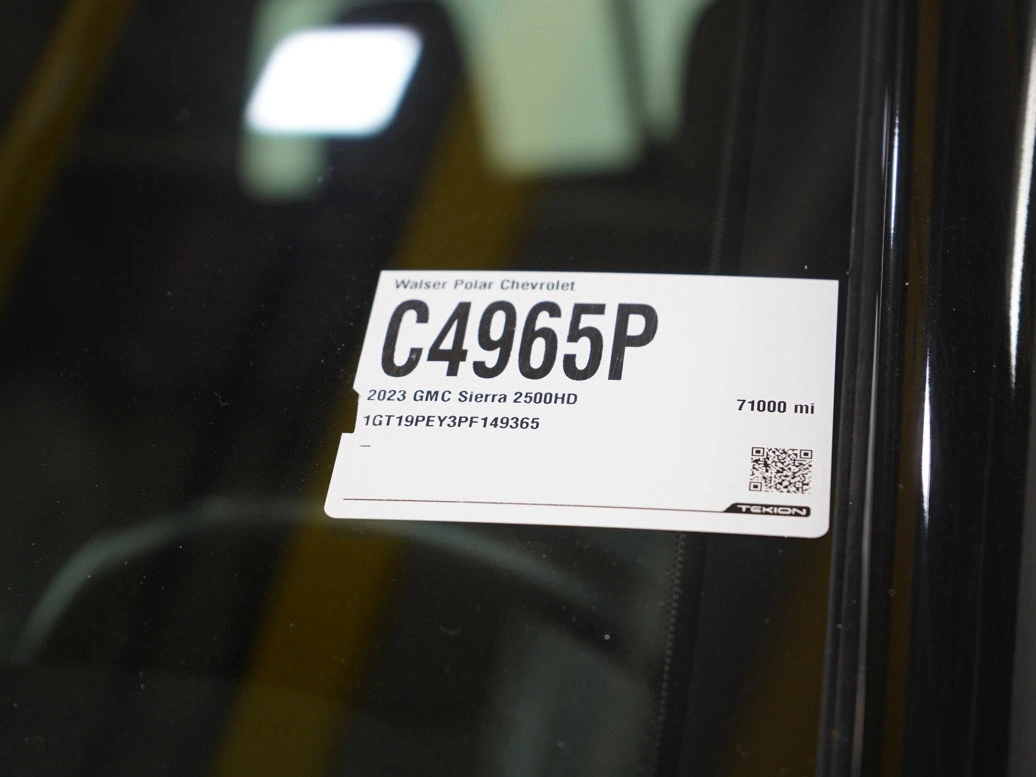 Walser Polar Chevrolet
C4965P
2023 GMC Sierra 2500HD
71000 mi
1GT19PEY3PF149365
–
TEKION